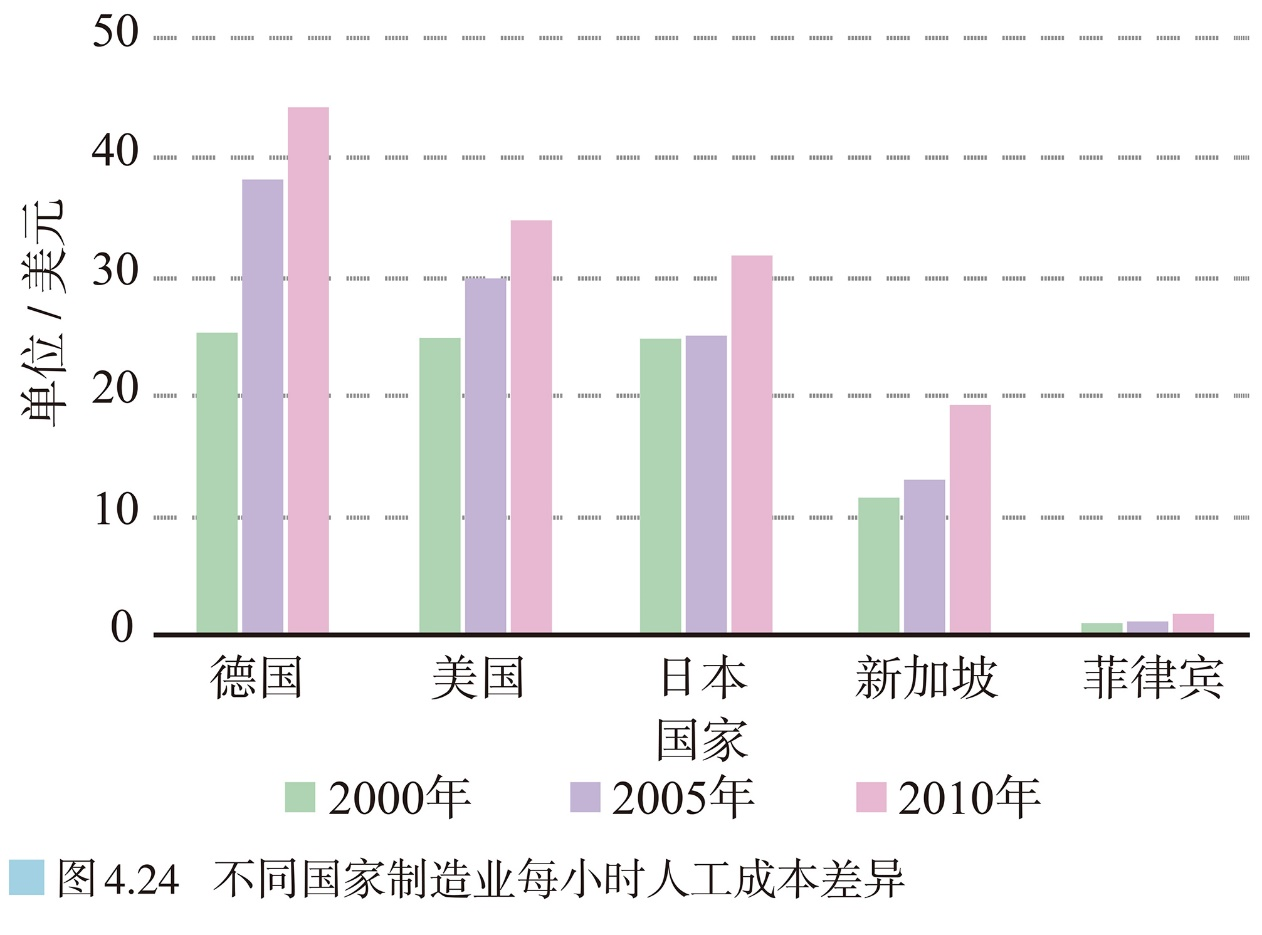 50
40
30
20
10
0
单位 / 美元
德国 美国 日本 新加坡 菲律宾
国家
2000年 2005年 2010年
图4.24 不同国家制造业每小时人工成本差异